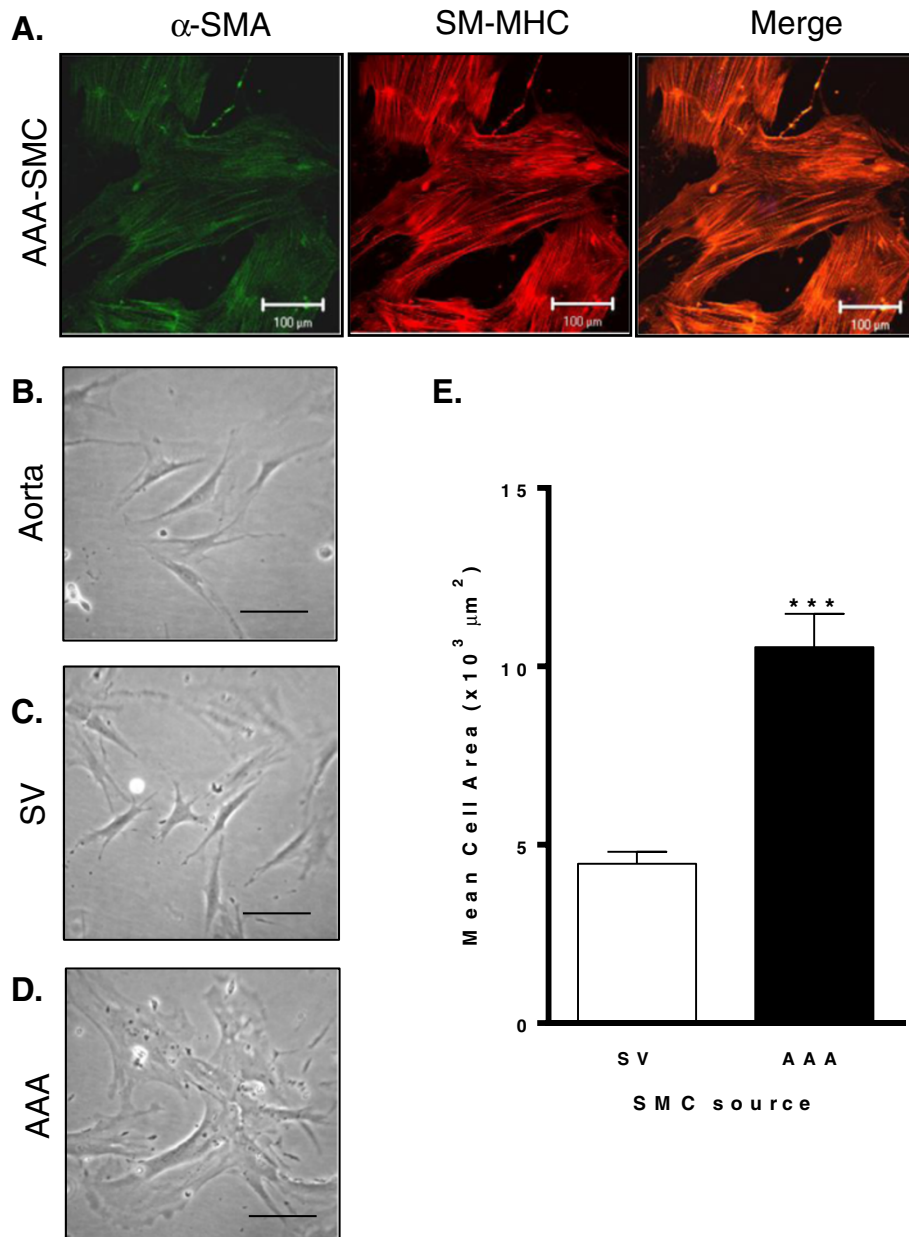 A.
α-SMA SM-MHC Merge
AAA-SMC
100 µm 100 µm 100 µm
B.
Aorta
C.
SV
D.
AAA
E.
Mean Cell Area (x10³ µm²)
15
10
5
0
***
SV AAA
SMC source